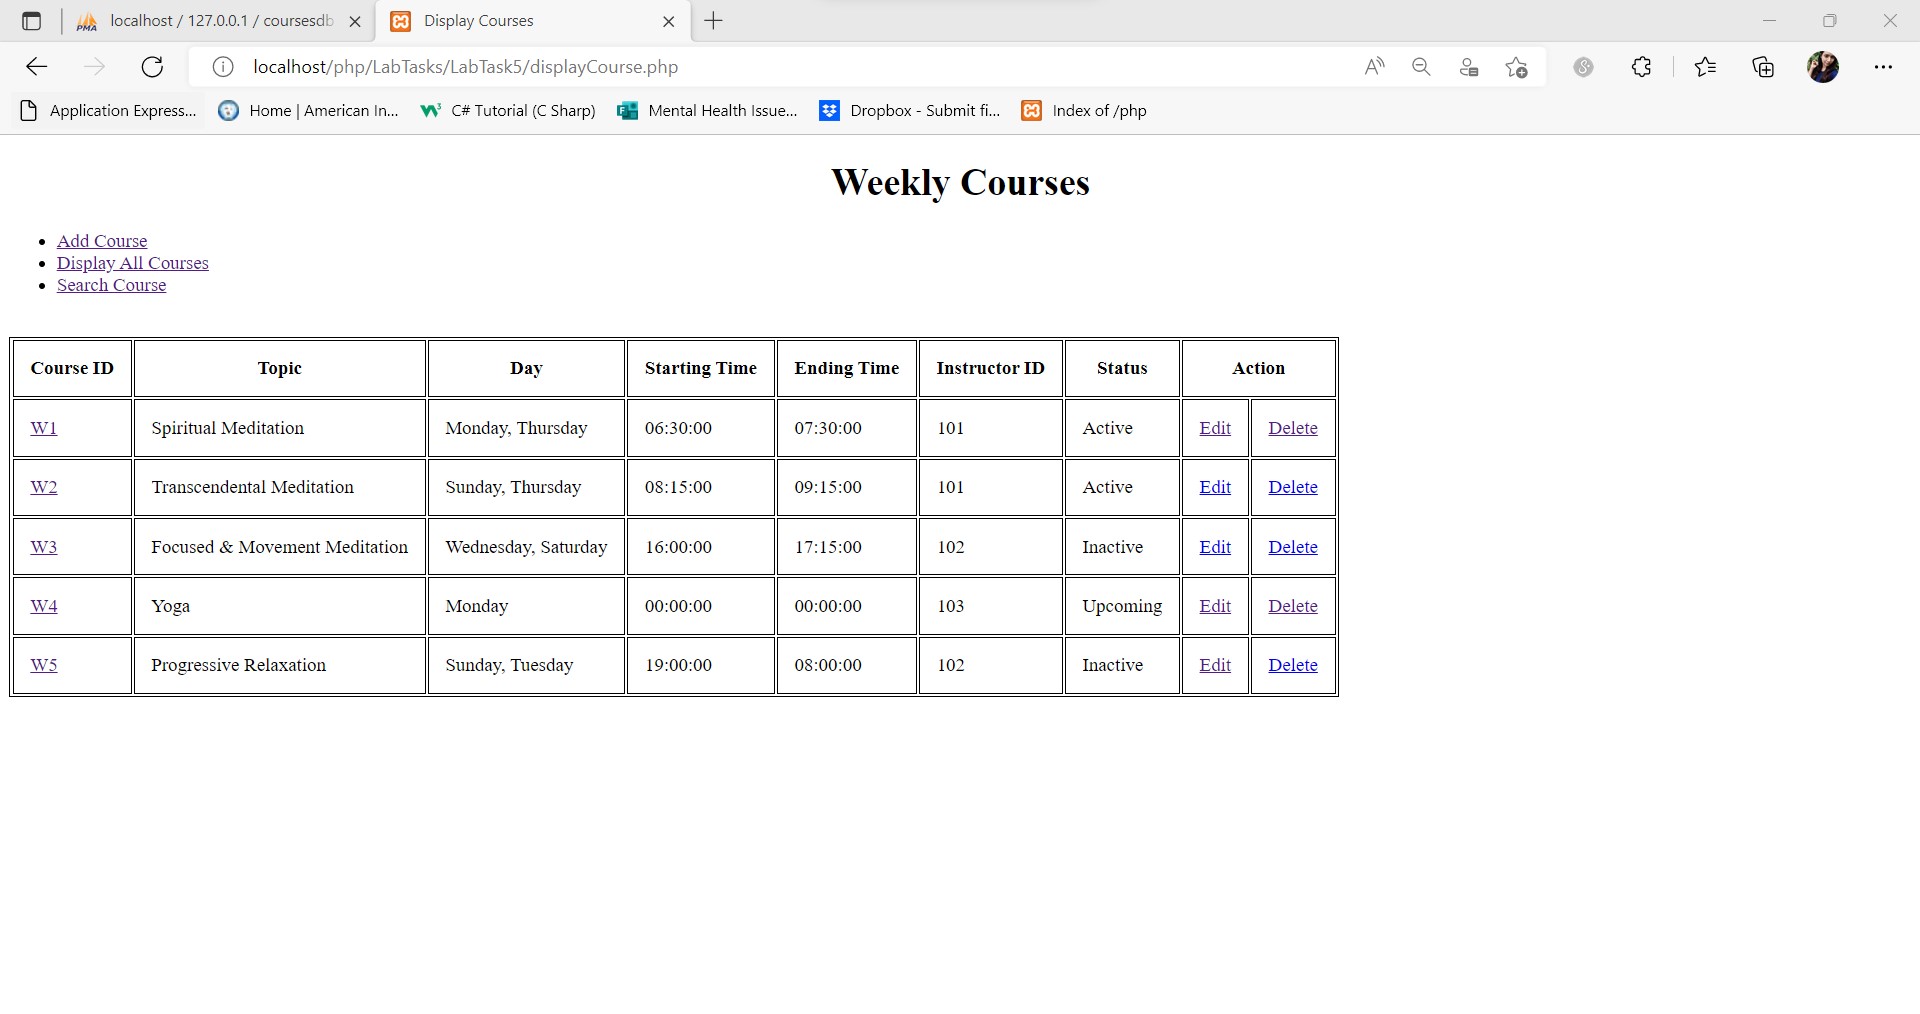 localhost / 127.0.0.1 / coursesdb
Display Courses
localhost/php/LabTasks/LabTask5/displayCourse.php
Application Express... Home | American In... C# Tutorial (C Sharp) Mental Health Issue... Dropbox - Submit fi... Index of /php
Weekly Courses
Add Course
Display All Courses
Search Course
Course ID Topic Day Starting Time Ending Time Instructor ID Status Action
W1 Spiritual Meditation Monday, Thursday 06:30:00 07:30:00 101 Active Edit Delete
W2 Transcendental Meditation Sunday, Thursday 08:15:00 09:15:00 101 Active Edit Delete
W3 Focused & Movement Meditation Wednesday, Saturday 16:00:00 17:15:00 102 Inactive Edit Delete
W4 Yoga Monday 00:00:00 00:00:00 103 Upcoming Edit Delete
W5 Progressive Relaxation Sunday, Tuesday 19:00:00 08:00:00 102 Inactive Edit Delete